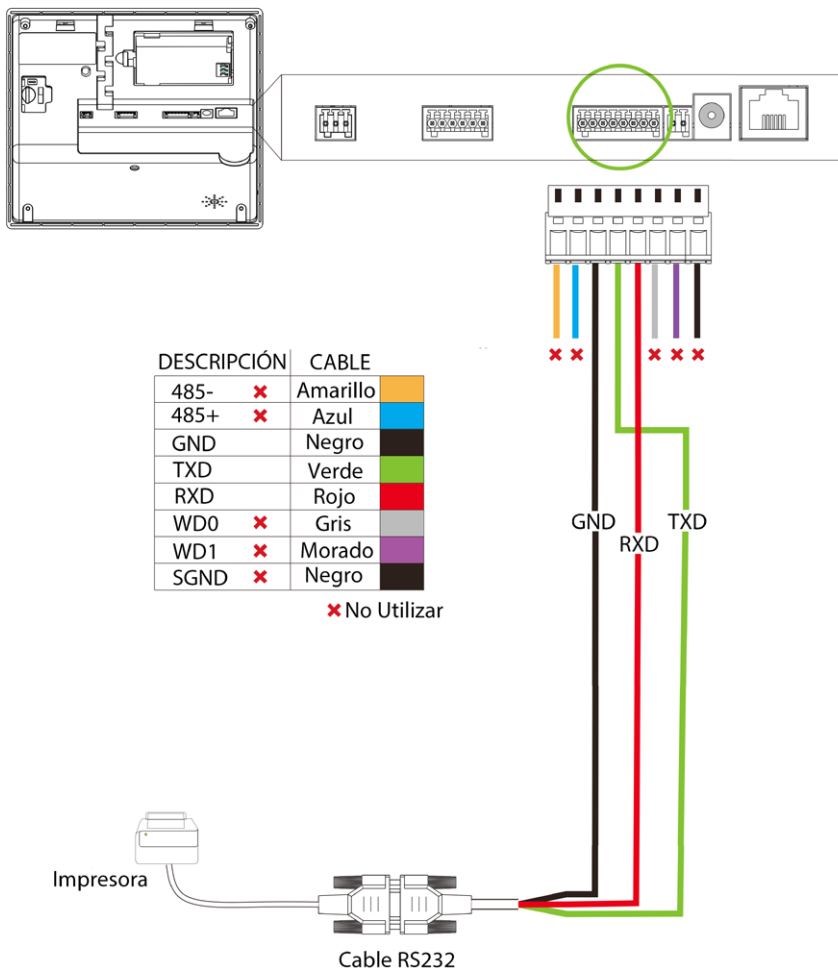 DESCRIPCIÓN CABLE
485- ✖ Amarillo
485+ ✖ Azul
GND Negro
TXD Verde
RXD Rojo
WD0 ✖ Gris
WD1 ✖ Morado
SGND ✖ Negro
✖ No Utilizar
GND
TXD
RXD
Impresora
Cable RS232